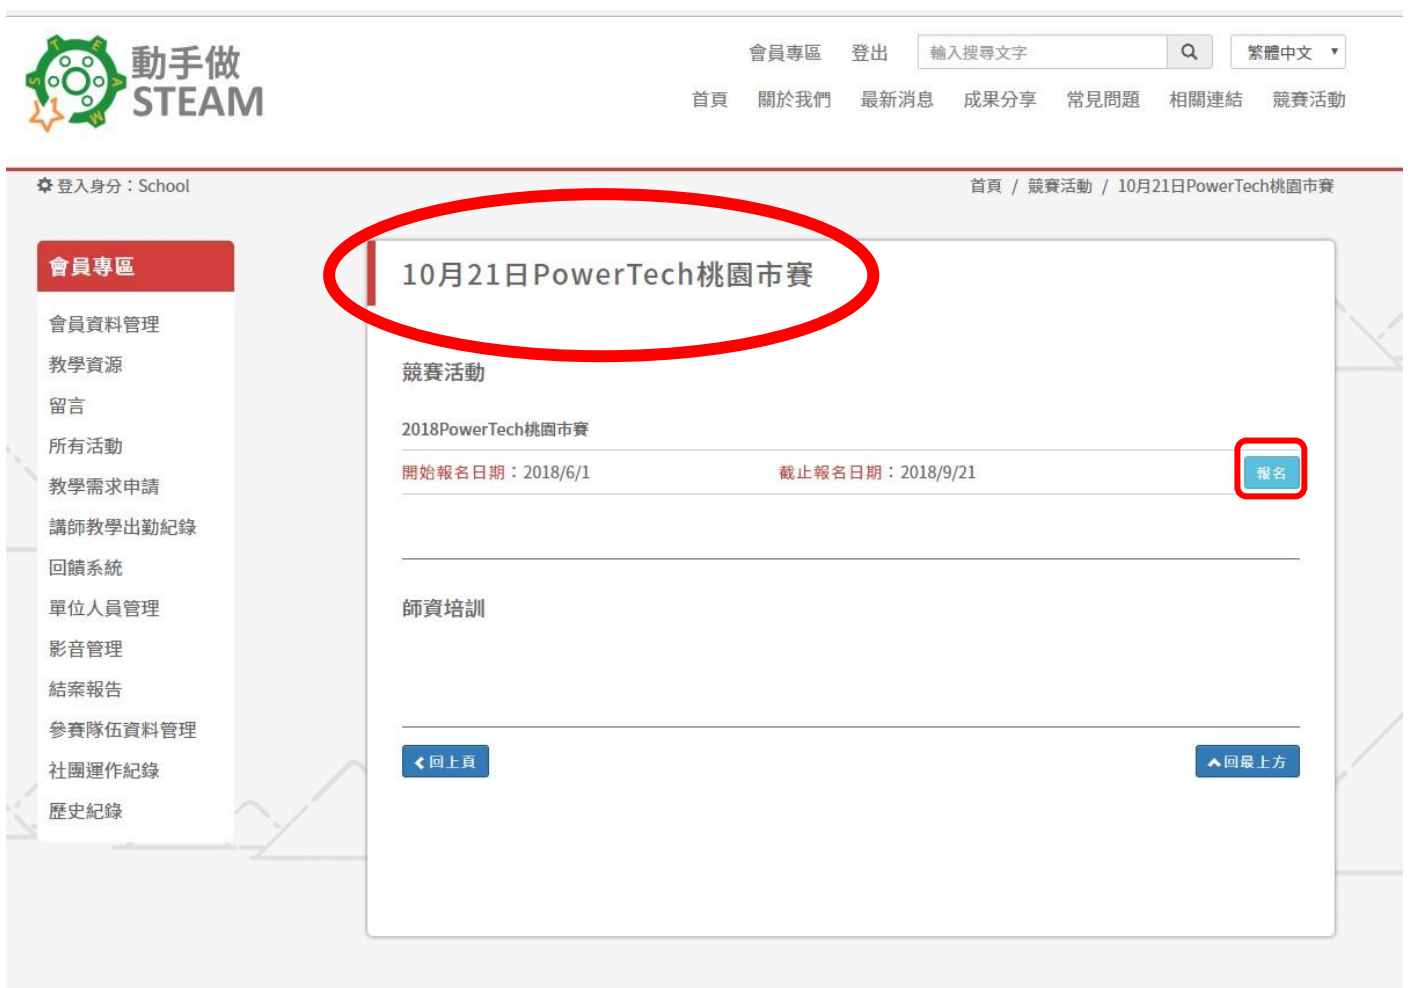 動手做
STEAM
會員專區 登出 輸入搜尋文字 繁體中文
首頁 關於我們 最新消息 成果分享 常見問題 相關連結 競賽活動
登入身分：School
首頁 / 競賽活動 / 10月21日PowerTech桃園市賽
會員專區
會員資料管理
教學資源
留言
所有活動
教學需求申請
講師教學出勤紀錄
回饋系統
單位人員管理
影音管理
結案報告
參賽隊伍資料管理
社團運作紀錄
歷史紀錄
10月21日PowerTech桃園市賽
競賽活動
2018PowerTech桃園市賽
開始報名日期：2018/6/1 截止報名日期：2018/9/21 報名
師資培訓
回上頁 回最上方